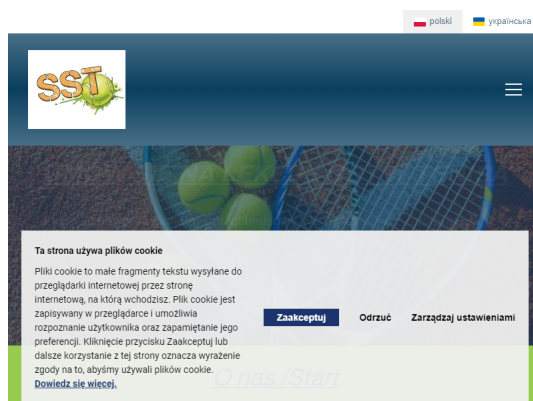 polski
українська
SST
Ta strona używa plików cookie
Pliki cookie to małe fragmenty tekstu wysyłane do
przeglądarki internetowej przez stronę
internetową, na którą wchodzisz. Plik cookie jest
zapisywany w przeglądarce i umożliwia
rozpoznanie użytkownika oraz zapamiętanie jego
preferencji. Kliknięcie przycisku Zaakceptuj lub
dalsze korzystanie z tej strony oznacza wyrażenie
zgody na to, abyśmy używali plików cookie.
Dowiedz się więcej.
Zaakceptuj
Odrzuć
Zarządzaj ustawieniami
O nas /Start